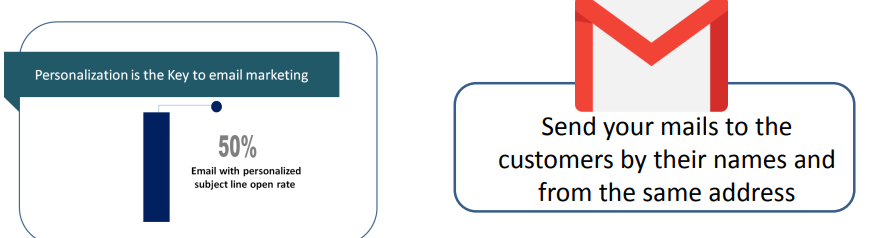 Personalization is the Key to email marketing
50%
Email with personalized
subject line open rate
Send your mails to the
customers by their names and
from the same address